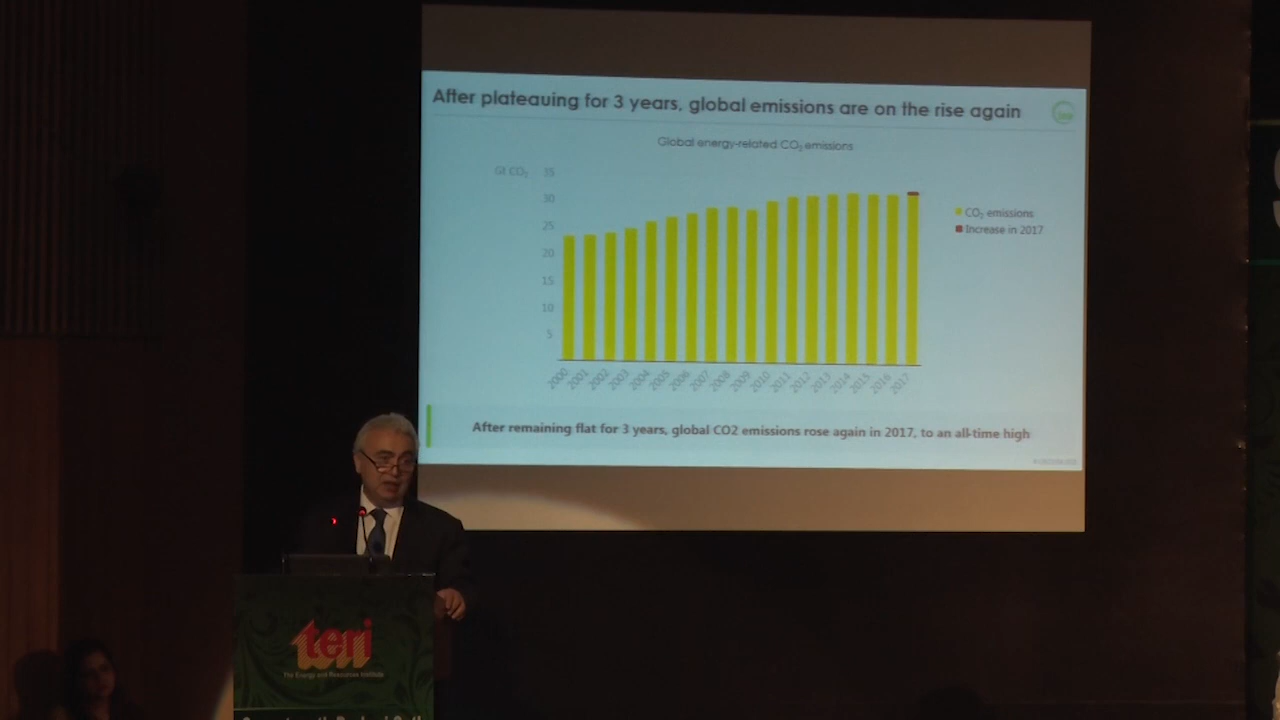 After plateauing for 3 years, global emissions are on the rise again
iea
Global energy-related CO₂ emissions
Gt CO₂
35
30
25
20
15
10
5
2000 2001 2002 2003 2004 2005 2006 2007 2008 2009 2010 2011 2012 2013 2014 2015 2016 2017
CO₂ emissions
Increase in 2017
After remaining flat for 3 years, global CO2 emissions rose again in 2017, to an all-time high
teri
The Energy and Resources Institute